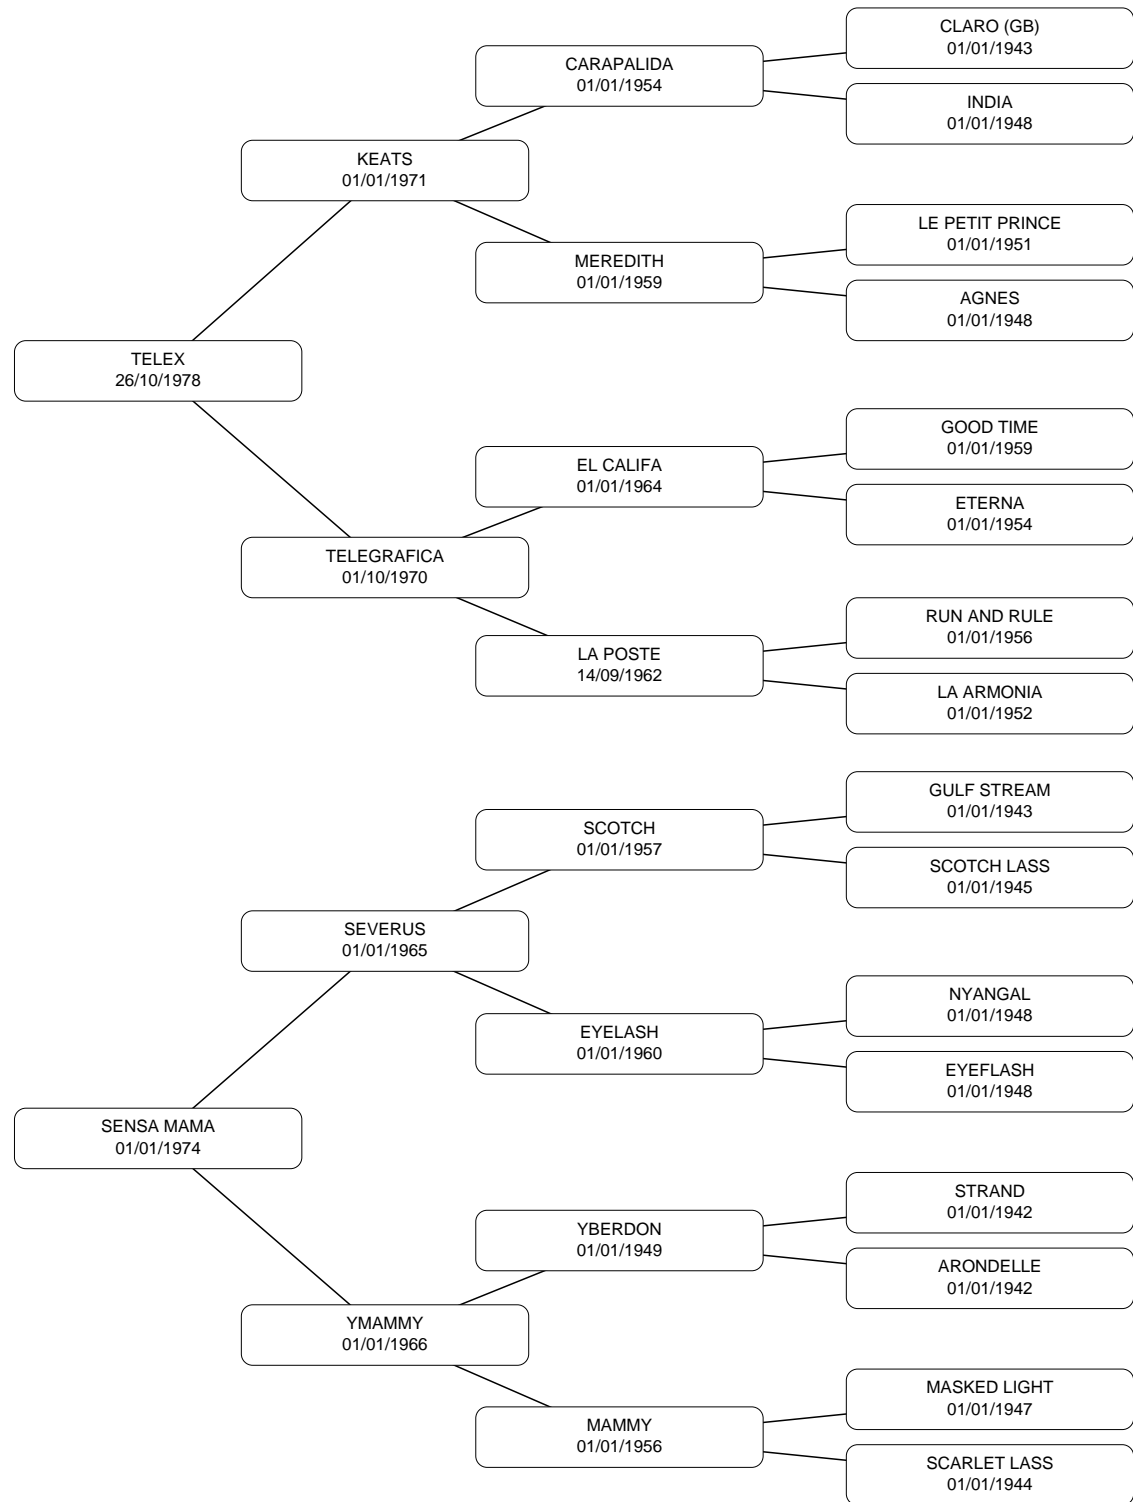 CLARO (GB)
01/01/1943
CARAPALIDA
01/01/1954
INDIA
01/01/1948
KEATS
01/01/1971
LE PETIT PRINCE
01/01/1951
MEREDITH
01/01/1959
AGNES
01/01/1948
TELEX
26/10/1978
GOOD TIME
01/01/1959
EL CALIFA
01/01/1964
ETERNA
01/01/1954
TELEGRAFICA
01/10/1970
RUN AND RULE
01/01/1956
LA POSTE
14/09/1962
LA ARMONIA
01/01/1952
GULF STREAM
01/01/1943
SCOTCH
01/01/1957
SCOTCH LASS
01/01/1945
SEVERUS
01/01/1965
NYANGAL
01/01/1948
EYELASH
01/01/1960
EYEFLASH
01/01/1948
SENSA MAMA
01/01/1974
STRAND
01/01/1942
YBERDON
01/01/1949
ARONDELLE
01/01/1942
YMAMMY
01/01/1966
MASKED LIGHT
01/01/1947
MAMMY
01/01/1956
SCARLET LASS
01/01/1944